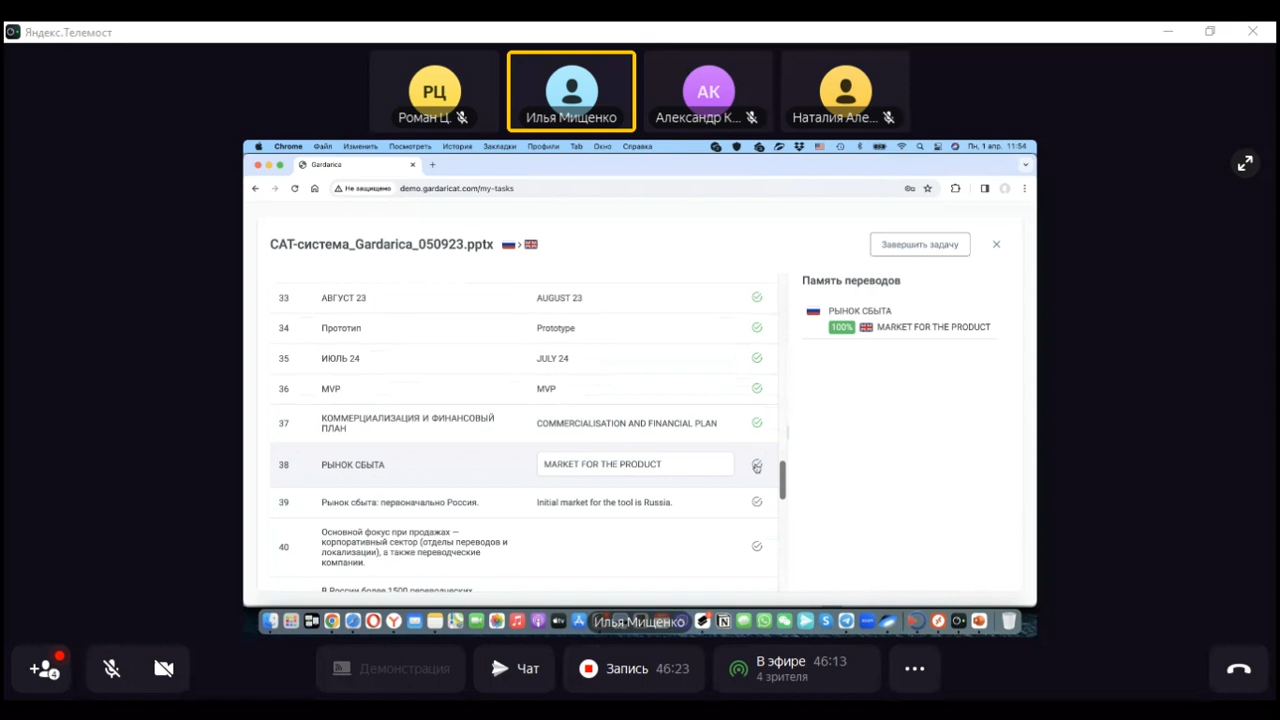 Яндекс.Телемост
РЦ
АК
Роман Ц.
Илья Мищенко
Александр К...
Наталия Але...
Chrome Файл Изменить Посмотреть История Закладки Профили Tab Окно Справка
Пн, 1 апр. 11:54
Gardarica
Не защищено demo.gardaricat.com/my-tasks
CAT-система_Gardarica_050923.pptx
Завершить задачу
Память переводов
РЫНОК СБЫТА
100% MARKET FOR THE PRODUCT
33 АВГУСТ 23 AUGUST 23
34 Прототип Prototype
35 ИЮЛЬ 24 JULY 24
36 MVP MVP
37 КОММЕРЦИАЛИЗАЦИЯ И ФИНАНСОВЫЙ
ПЛАН
COMMERCIALISATION AND FINANCIAL PLAN
38 РЫНОК СБЫТА MARKET FOR THE PRODUCT
39 Рынок сбыта: первоначально Россия. Initial market for the tool is Russia.
40 Основной фокус при продажах —
корпоративный сектор (отделы переводов и
локализации), а также переводческие
компании.
В России более 1500 переводческих
Илья Мищенко
4
Демонстрация
Чат
Запись 46:23
В эфире 46:13
4 зрителя